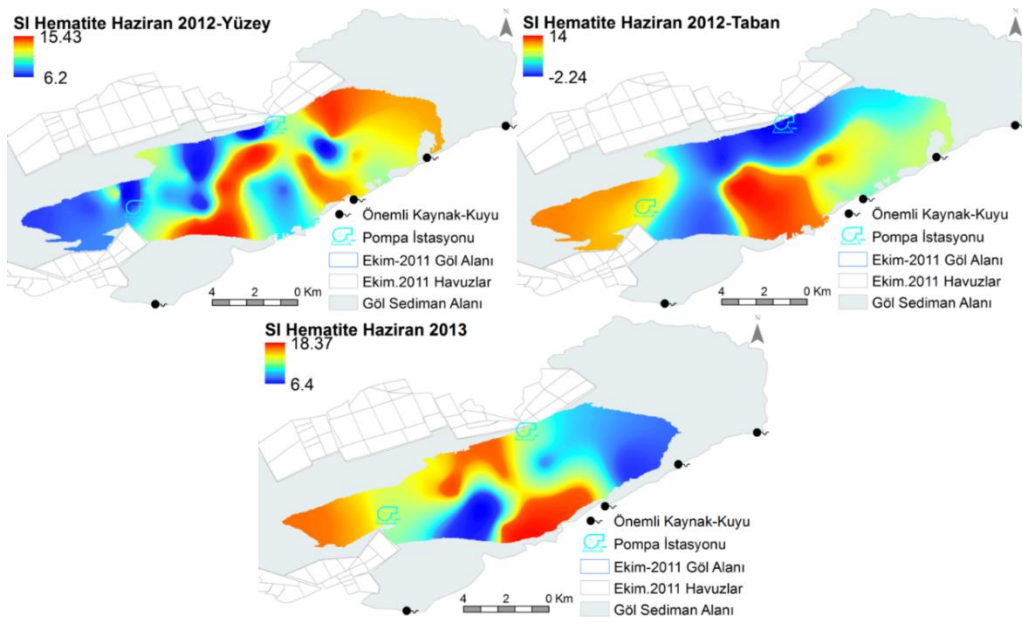 SI Hematite Haziran 2012-Yüzey
15.43
6.2
N
Önemli Kaynak-Kuyu
Pompa İstasyonu
Ekim-2011 Göl Alanı
Ekim.2011 Havuzlar
Göl Sediman Alanı
4 2 0 Km
SI Hematite Haziran 2012-Taban
14
-2.24
N
Önemli Kaynak-Kuyu
Pompa İstasyonu
Ekim-2011 Göl Alanı
Ekim.2011 Havuzlar
Göl Sediman Alanı
4 2 0 Km
SI Hematite Haziran 2013
18.37
6.4
N
Önemli Kaynak-Kuyu
Pompa İstasyonu
Ekim-2011 Göl Alanı
Ekim.2011 Havuzlar
Göl Sediman Alanı
4 2 0 Km